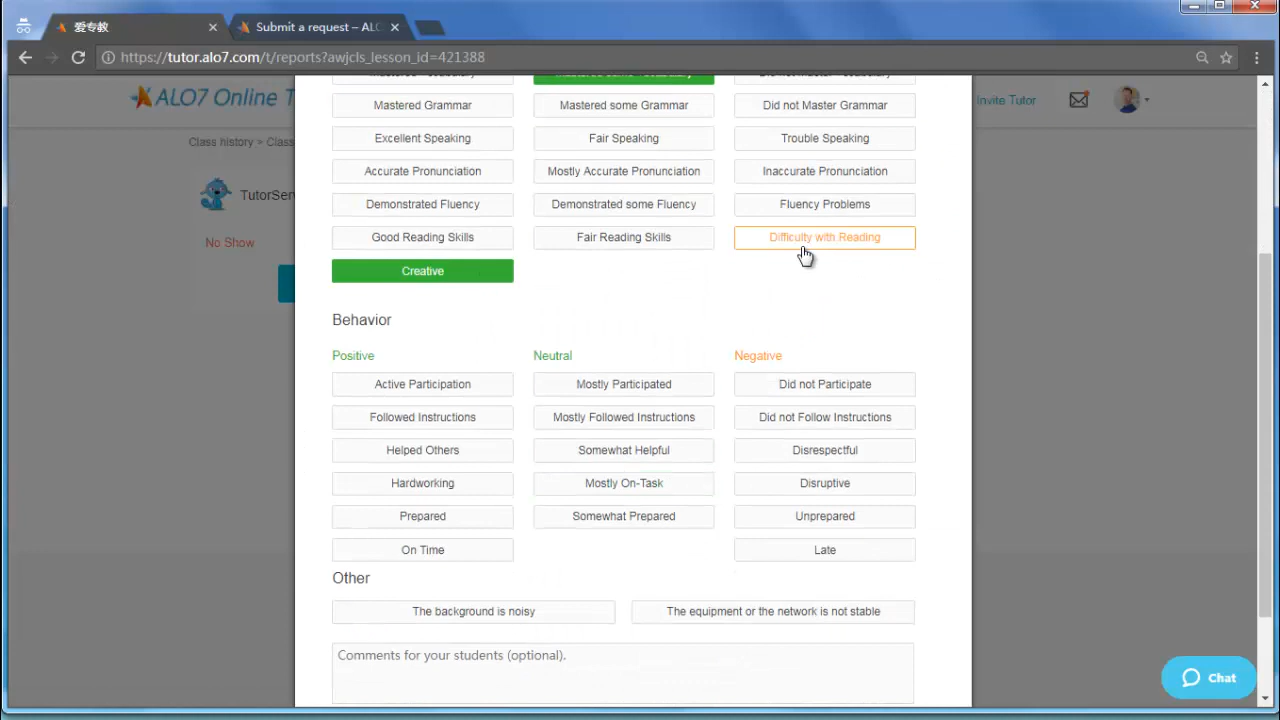 爱专教
Submit a request – ALO
https://tutor.alo7.com/t/reports?awjcls_lesson_id=421388
ALO7 Online T
Invite Tutor
Class history > Class
TutorSer
No Show
Mastered some Vocabulary
Mastered Grammar Mastered some Grammar Did not Master Grammar
Excellent Speaking Fair Speaking Trouble Speaking
Accurate Pronunciation Mostly Accurate Pronunciation Inaccurate Pronunciation
Demonstrated Fluency Demonstrated some Fluency Fluency Problems
Good Reading Skills Fair Reading Skills Difficulty with Reading
Creative
Behavior
Positive Neutral Negative
Active Participation Mostly Participated Did not Participate
Followed Instructions Mostly Followed Instructions Did not Follow Instructions
Helped Others Somewhat Helpful Disrespectful
Hardworking Mostly On-Task Disruptive
Prepared Somewhat Prepared Unprepared
On Time Late
Other
The background is noisy The equipment or the network is not stable
Comments for your students (optional).
Chat